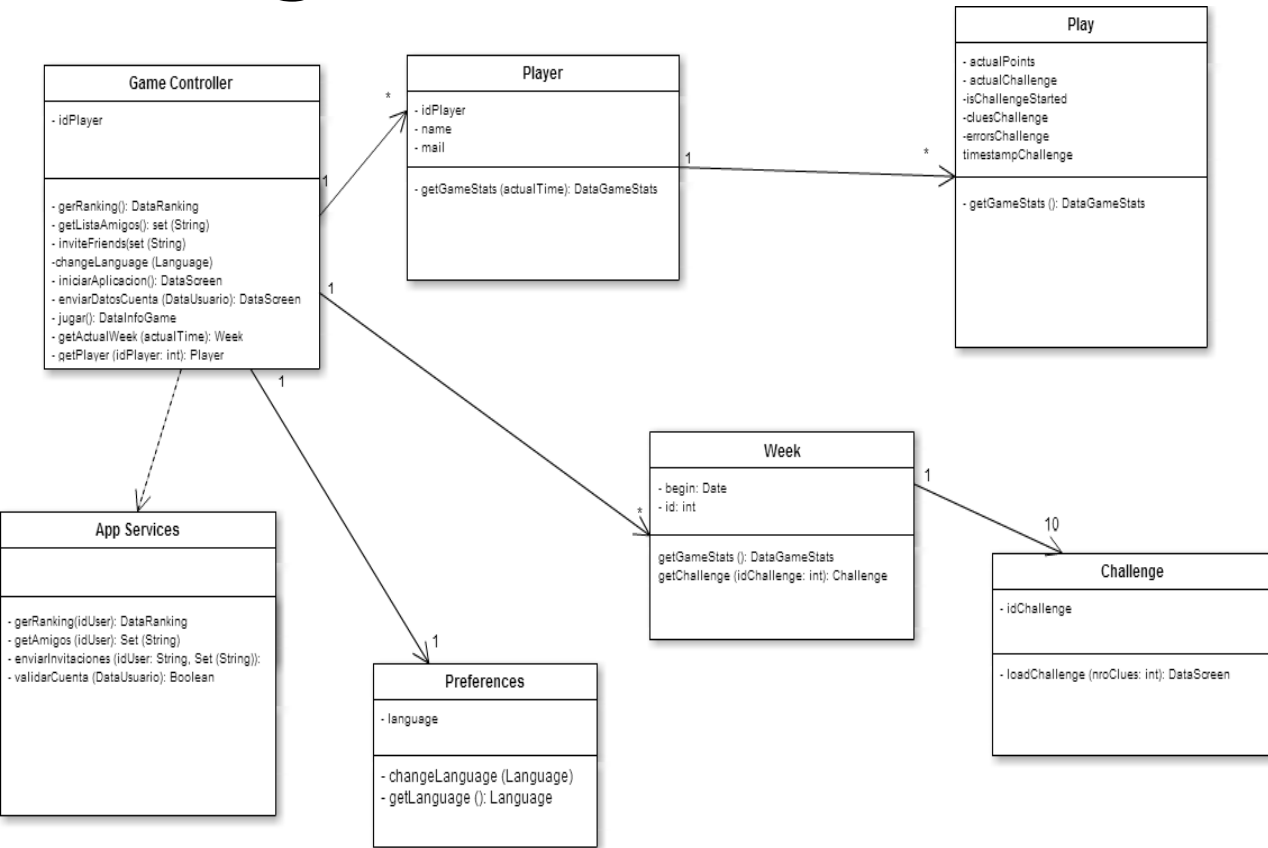 Game Controller
- idPlayer
- gerRanking(): DataRanking
- getListaAmigos(): set (String)
- inviteFriends(set (String)
-changeLanguage (Language)
- iniciarAplicacion(): DataScreen
- enviarDatosCuenta (DataUsuario): DataScreen
- jugar(): DataInfoGame
- getActualWeek (actualTime): Week
- getPlayer (idPlayer: int): Player
1
*
Player
- idPlayer
- name
- mail
- getGameStats (actualTime): DataGameStats
1
*
Play
- actualPoints
- actualChallenge
-isChallengeStarted
-cluesChallenge
-errorsChallenge
timestampChallenge
- getGameStats (): DataGameStats
1
*
1
1
App Services
- gerRanking(idUser): DataRanking
- getAmigos (idUser): Set (String)
- enviarInvitaciones (idUser: String, Set (String)):
- validarCuenta (DataUsuario): Boolean
Preferences
- language
- changeLanguage (Language)
- getLanguage (): Language
Week
- begin: Date
- id: int
getGameStats (): DataGameStats
getChallenge (idChallenge: int): Challenge
1
10
Challenge
- idChallenge
- loadChallenge (nroClues: int): DataScreen